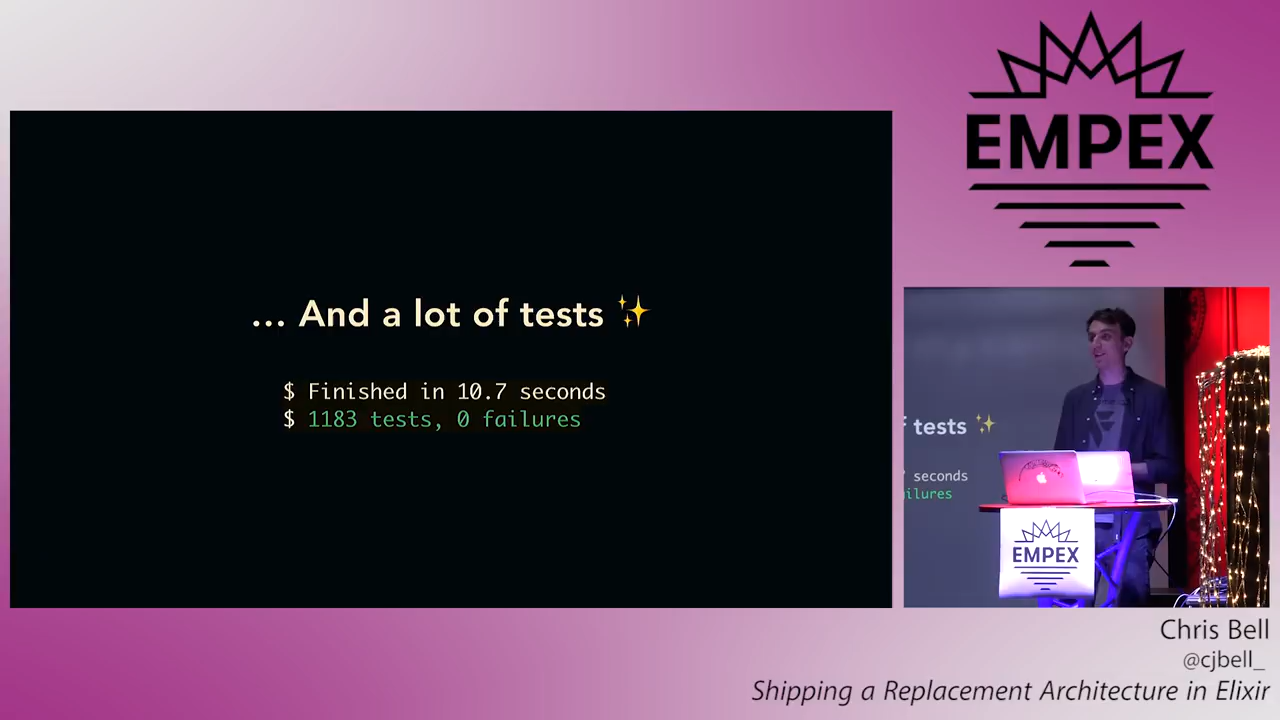 … And a lot of tests ✨
$ Finished in 10.7 seconds
$ 1183 tests, 0 failures
EMPEX
tests ✨
seconds
EMPEX
Chris Bell
@cjbell_
Shipping a Replacement Architecture in Elixir